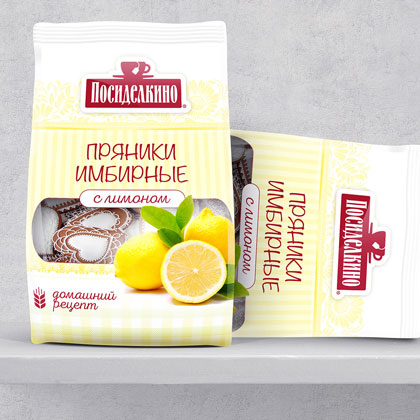 Посиделкино
ПРЯНИКИ
ИМБИРНЫЕ
с лимоном
домашний
рецепт
Посиделкино
ПРЯНИКИ
ИМБИРНЫЕ
с лимоном